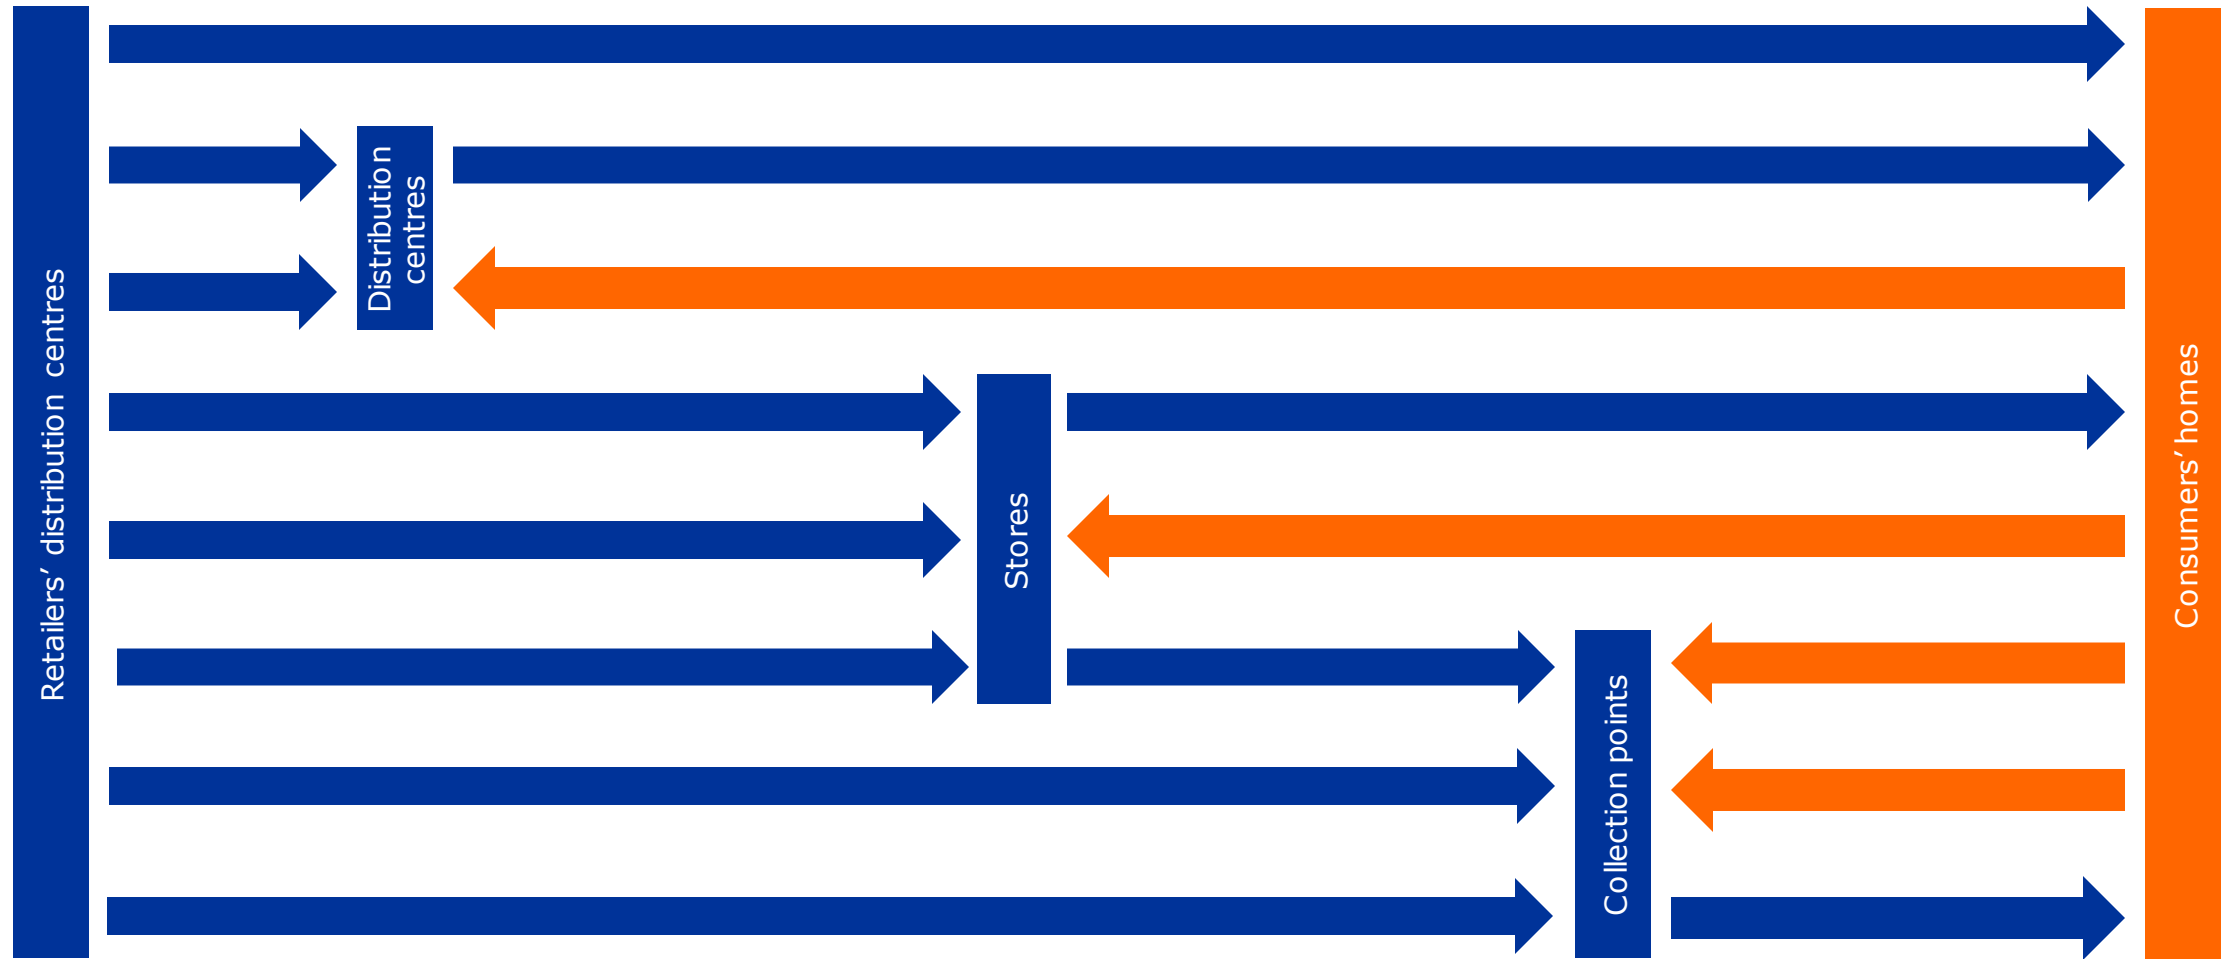 Retailers’ distribution centres
Distribution
centres
Stores
Collection points
Consumers’ homes